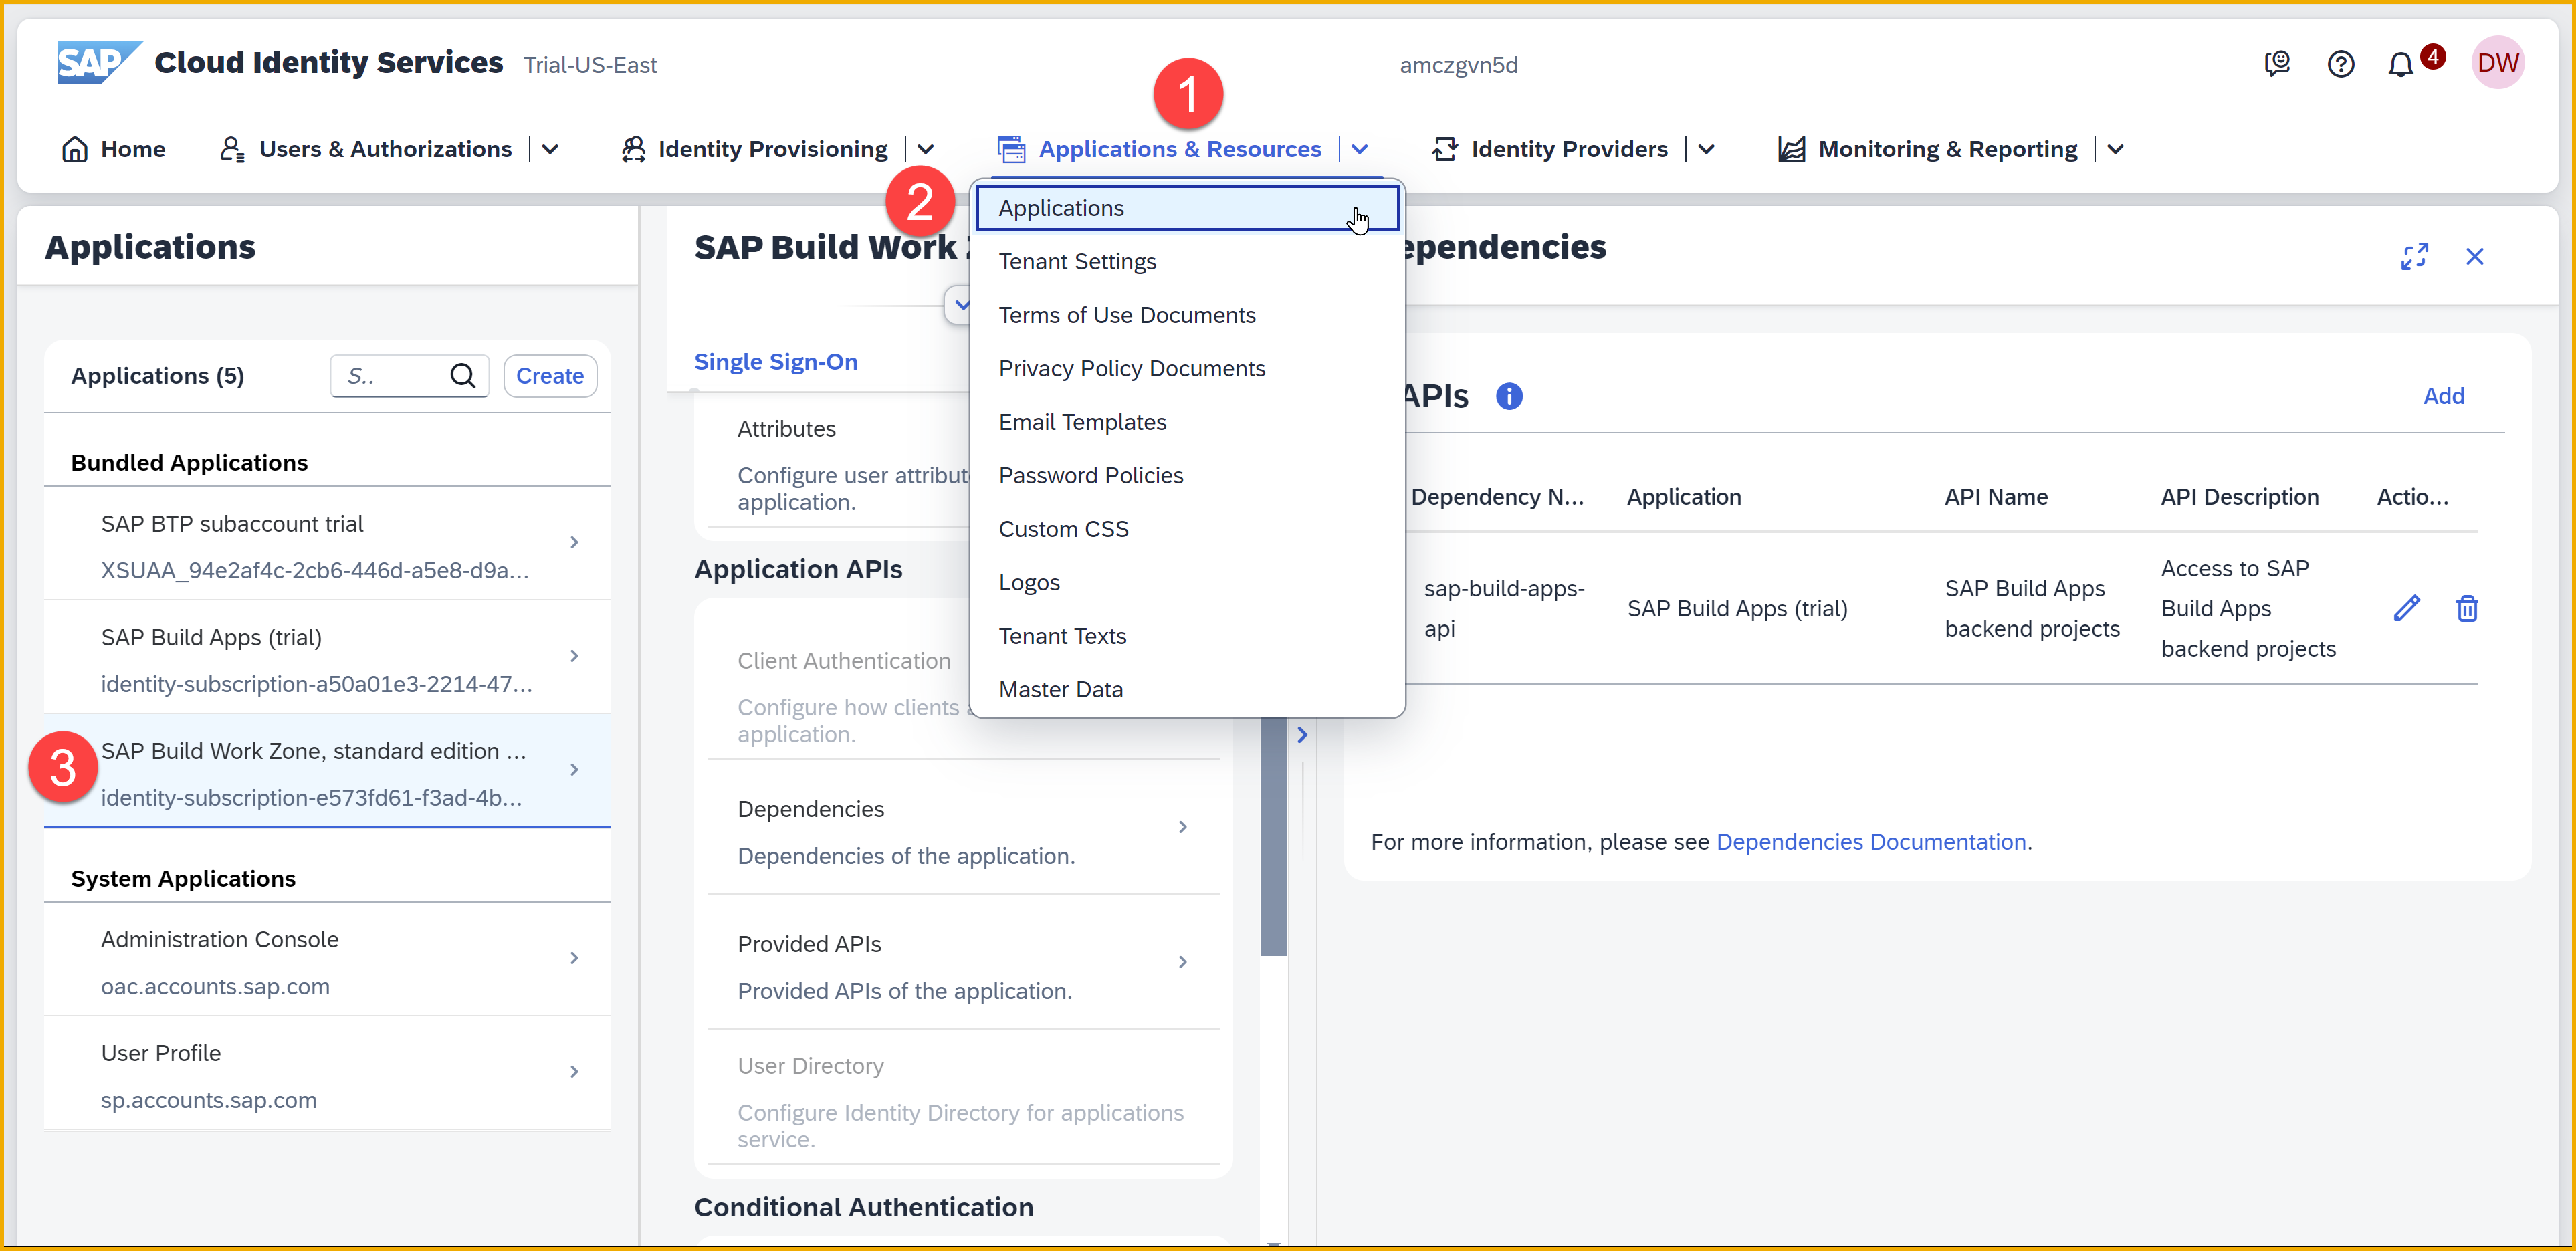 SAP Cloud Identity Services Trial-US-East amczgvn5d 4 DW
1
Home Users & Authorizations Identity Provisioning Applications & Resources Identity Providers Monitoring & Reporting
2
Applications
Tenant Settings
Terms of Use Documents
Privacy Policy Documents
Email Templates
Password Policies
Custom CSS
Logos
Tenant Texts
Master Data
Applications
Applications (5) S.. Create
Bundled Applications
SAP BTP subaccount trial
XSUAA_94e2af4c-2cb6-446d-a5e8-d9a...
SAP Build Apps (trial)
identity-subscription-a50a01e3-2214-47...
3
SAP Build Work Zone, standard edition ...
identity-subscription-e573fd61-f3ad-4b...
System Applications
Administration Console
oac.accounts.sap.com
User Profile
sp.accounts.sap.com
SAP Build Work
Single Sign-On
Attributes
Configure user attribut
application.
Application APIs
Client Authentication
Configure how clients
application.
Dependencies
Dependencies of the application.
Provided APIs
Provided APIs of the application.
User Directory
Configure Identity Directory for applications
service.
Conditional Authentication
ependencies
APIs Add
Dependency N... Application API Name API Description Actio...
sap-build-apps-
api
SAP Build Apps (trial)
SAP Build Apps
backend projects
Access to SAP
Build Apps
backend projects
For more information, please see Dependencies Documentation.